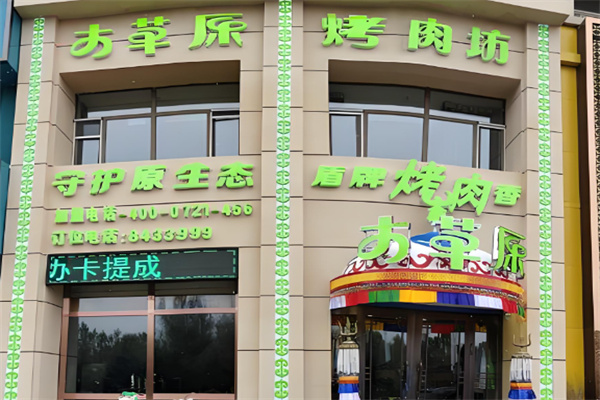 大草原 烤肉坊
守护原生态
加盟电话-400-0721-456
订位电话:8433999
办卡提成
盾牌烤肉香
大草原